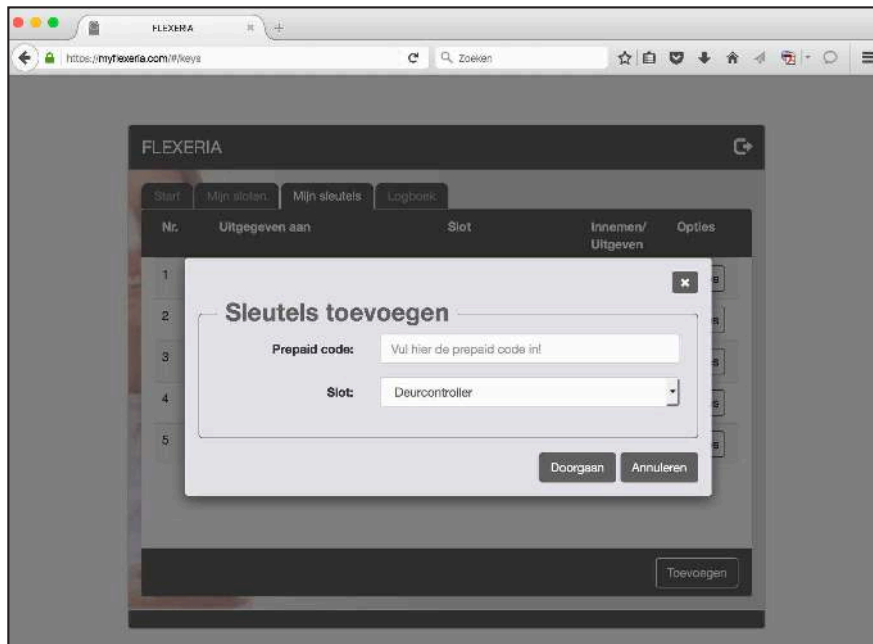 FLEXERIA
https://myflexeria.com/#/keys
Zoeken
FLEXERIA
Start Mijn sloten Mijn sleutels Logboek
Nr. Uitgegeven aan Slot Innemen/ Opties
Uitgeven
1
2
3
4
5
Sleutels toevoegen
Prepaid code: Vul hier de prepaid code in!
Slot: Deurcontroller
Doorgaan Annuleren
Toevoegen